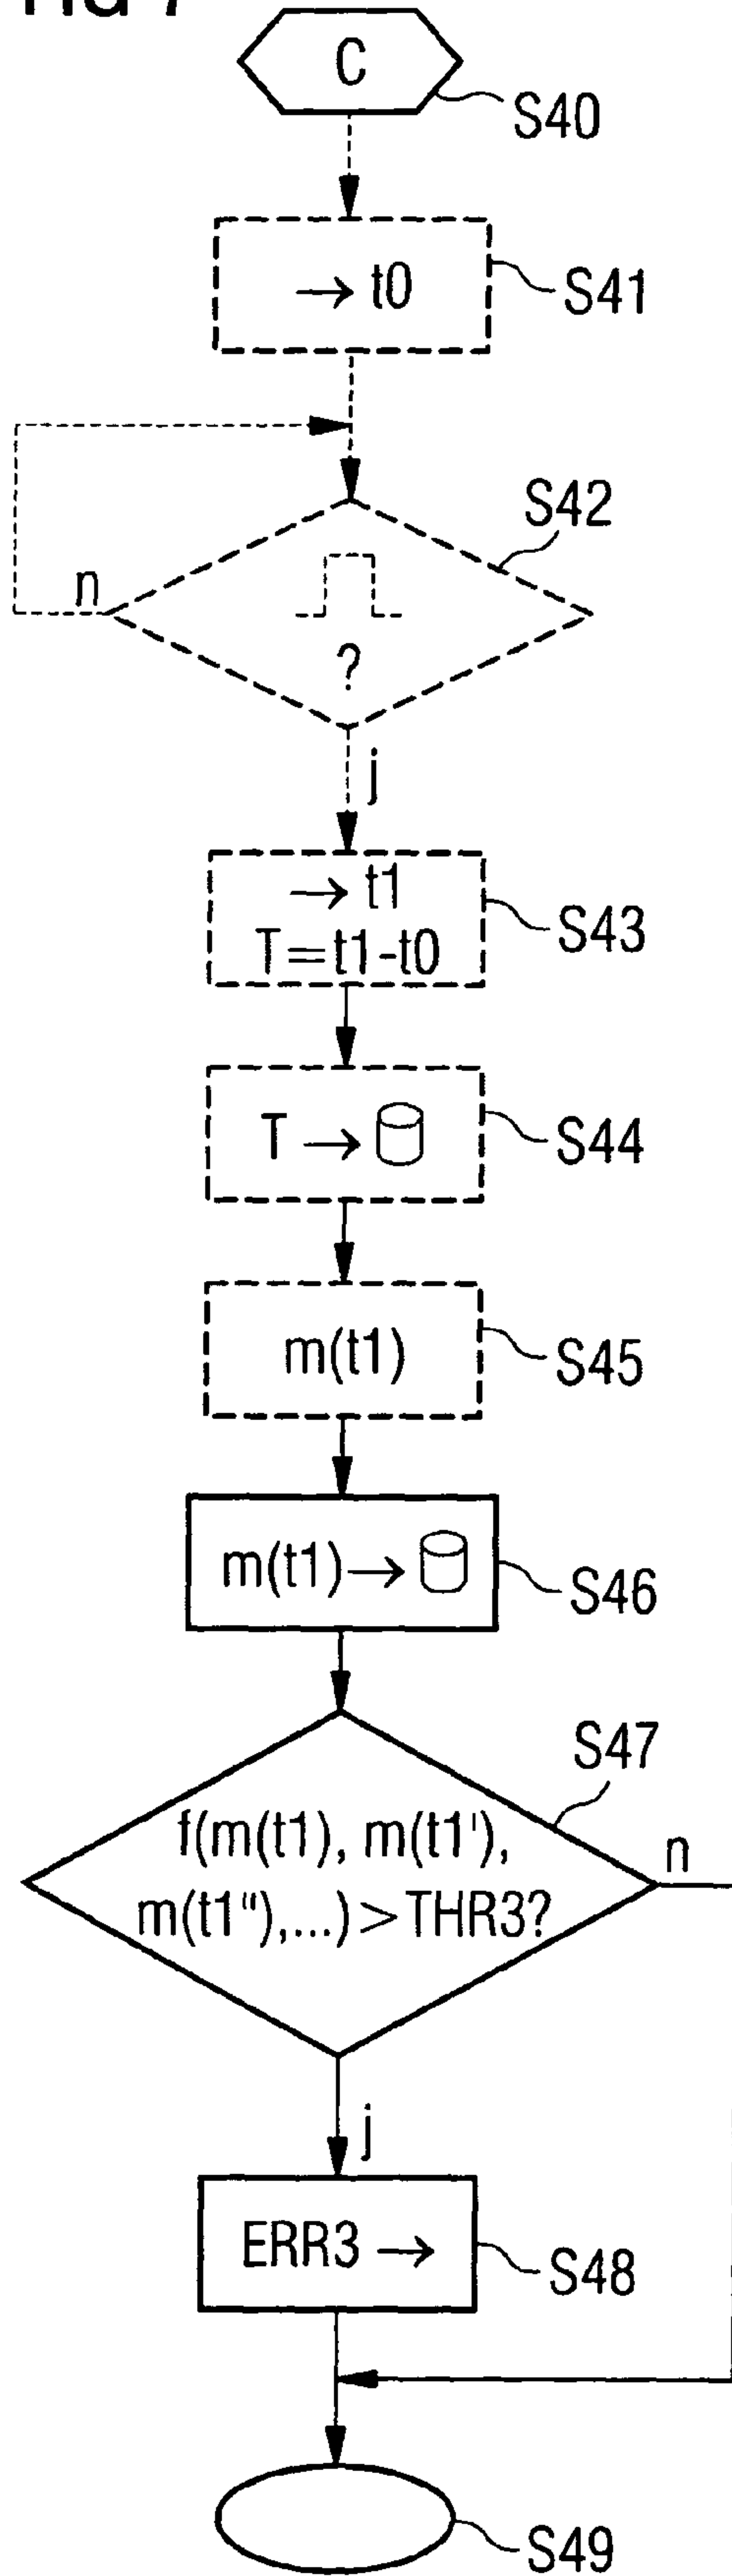 C
S40
→ t0
S41
S42
n
?
j
→ t1
T=t1-t0
S43
T →
S44
m(t1)
S45
m(t1)→
S46
S47
f(m(t1), m(t1'),
m(t1''),...)>THR3?
n
j
ERR3 →
S48
S49